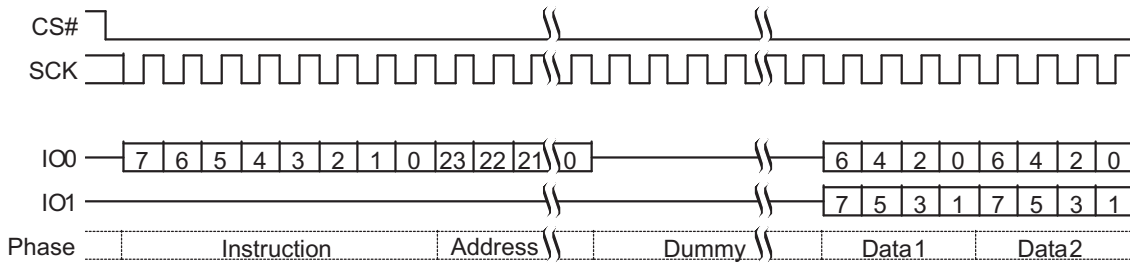 CS#
SCK
IO0 7 6 5 4 3 2 1 0 23 22 21 0 6 4 2 0 6 4 2 0
IO1 7 5 3 1 7 5 3 1
Phase Instruction Address Dummy Data1 Data2